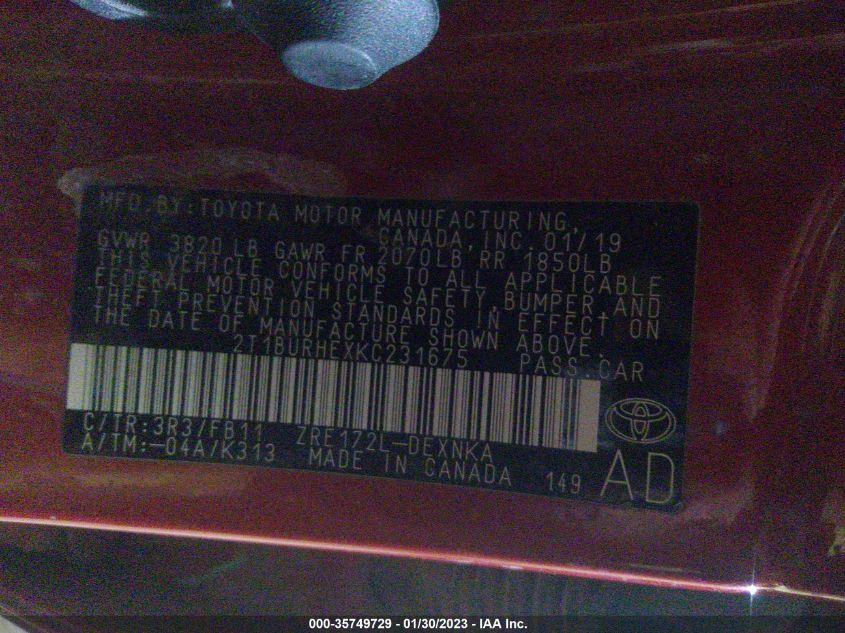 MFD.BY:TOYOTA MOTOR MANUFACTURING,
CANADA,INC.01/19
GVWR 3820 LB GAWR FR 2070LB RR 1850LB
THIS VEHICLE CONFORMS TO ALL APPLICABLE
FEDERAL MOTOR VEHICLE SAFETY,BUMPER AND
THEFT PREVENTION STANDARDS IN EFFECT ON
THE DATE OF MANUFACTURE SHOWN ABOVE.
2T1BURHEXKC231675 PASS.CAR
C/TR:3R3/FB11 ZRE172L-DEXNKA
A/TM:-04A/K313 MADE IN CANADA 149 AD
000-35749729 - 01/30/2023 - IAA Inc.